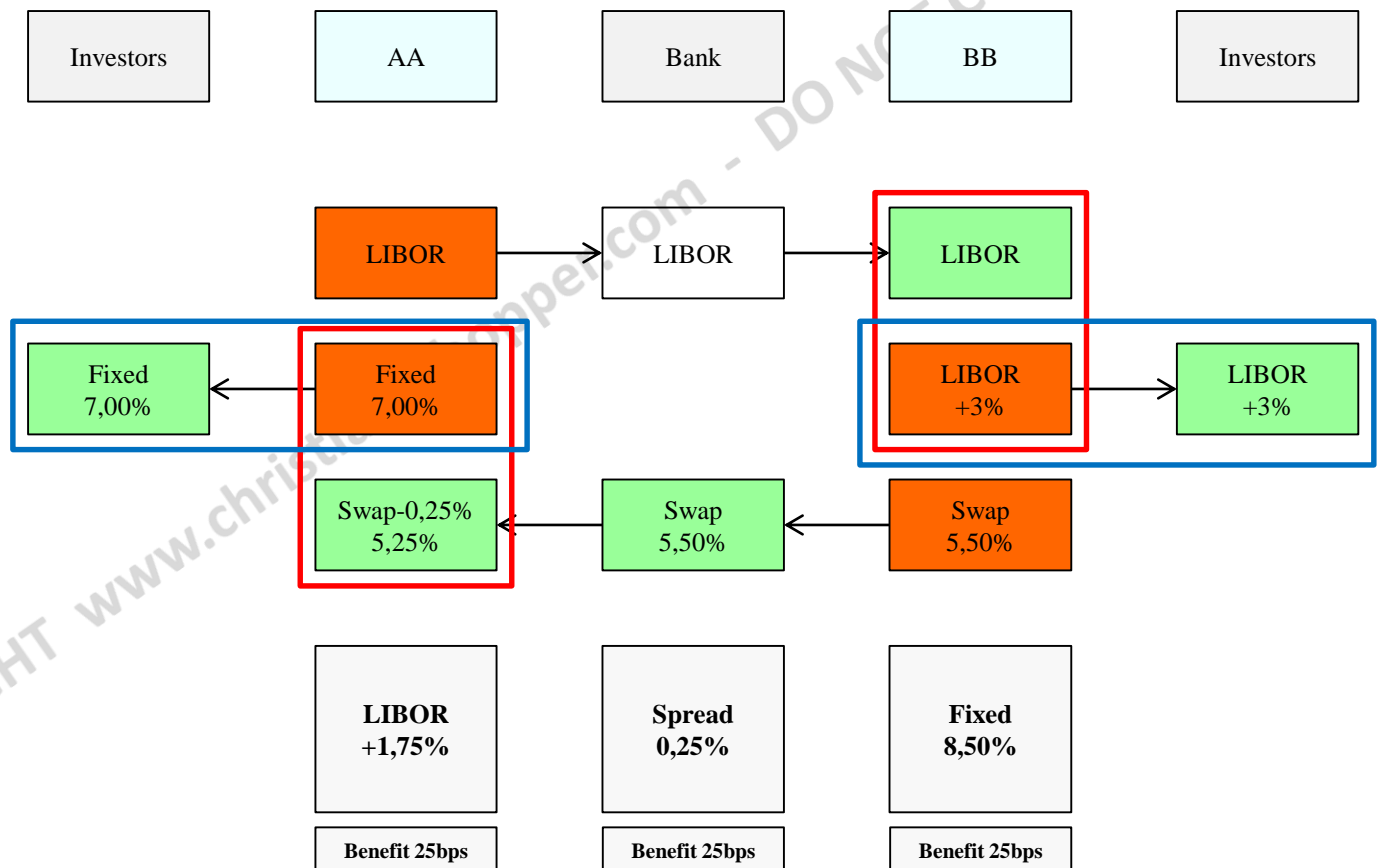 Investors
AA
Bank
BB
Investors
LIBOR
LIBOR
LIBOR
Fixed
7,00%
Fixed
7,00%
LIBOR
+3%
LIBOR
+3%
Swap-0,25%
5,25%
Swap
5,50%
Swap
5,50%
LIBOR
+1,75%
Spread
0,25%
Fixed
8,50%
Benefit 25bps
Benefit 25bps
Benefit 25bps